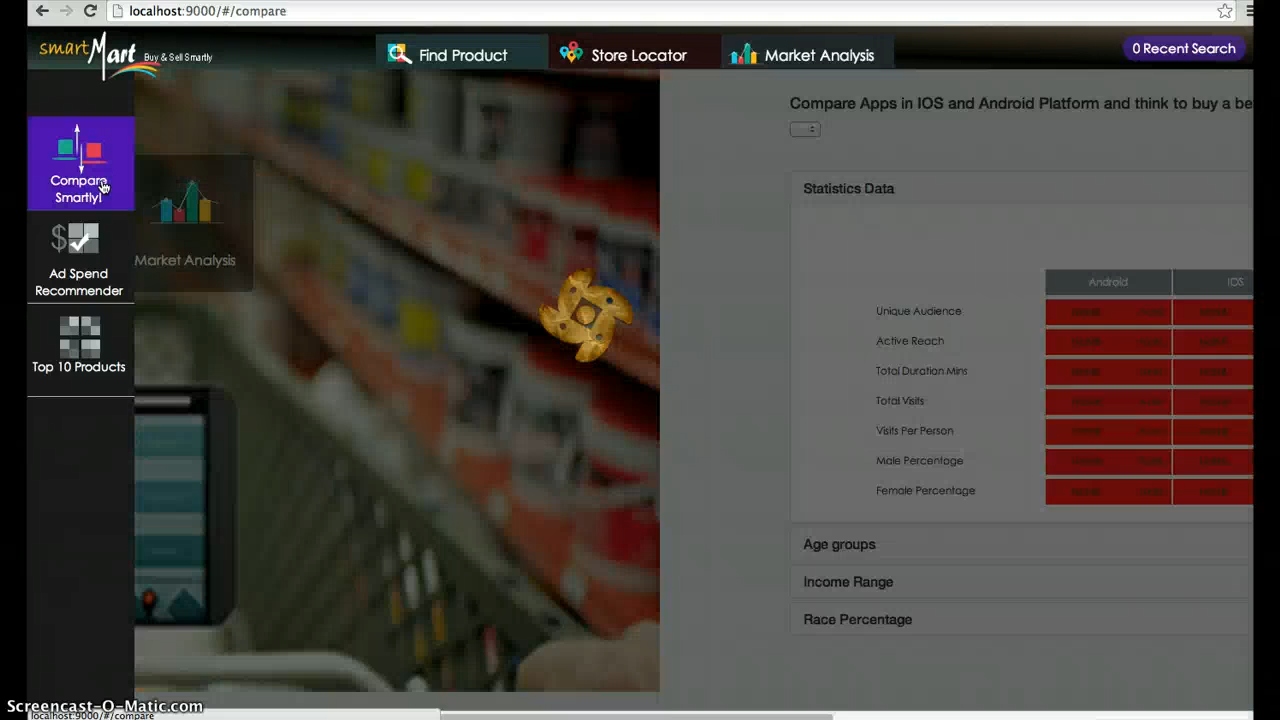 localhost:9000/#/compare
smartMart Buy & Sell Smartly
Find Product
Store Locator
Market Analysis
0 Recent Search
Compare Apps in IOS and Android Platform and think to buy a be
Compare
Smartly!
Market Analysis
Ad Spend
Recommender
Top 10 Products
Statistics Data
Android
IOS
Unique Audience
Active Reach
Total Duration Mins
Total Visits
Visits Per Person
Male Percentage
Female Percentage
Age groups
Income Range
Race Percentage
Screencast-O-Matic.com
localhost:9000/#/compare